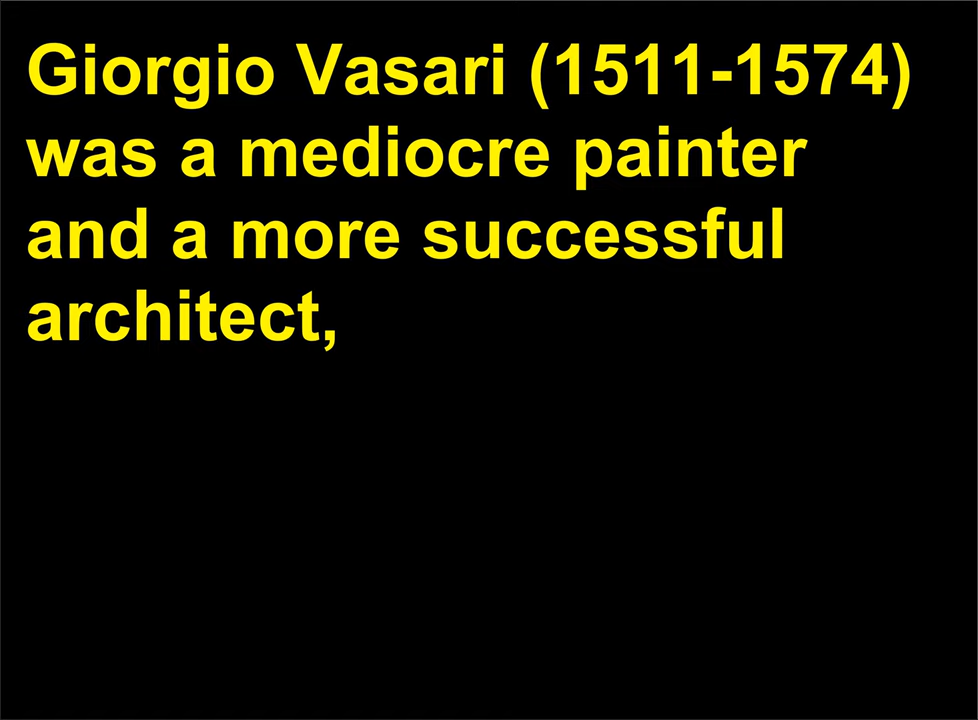 Giorgio Vasari (1511-1574)
was a mediocre painter
and a more successful
architect,